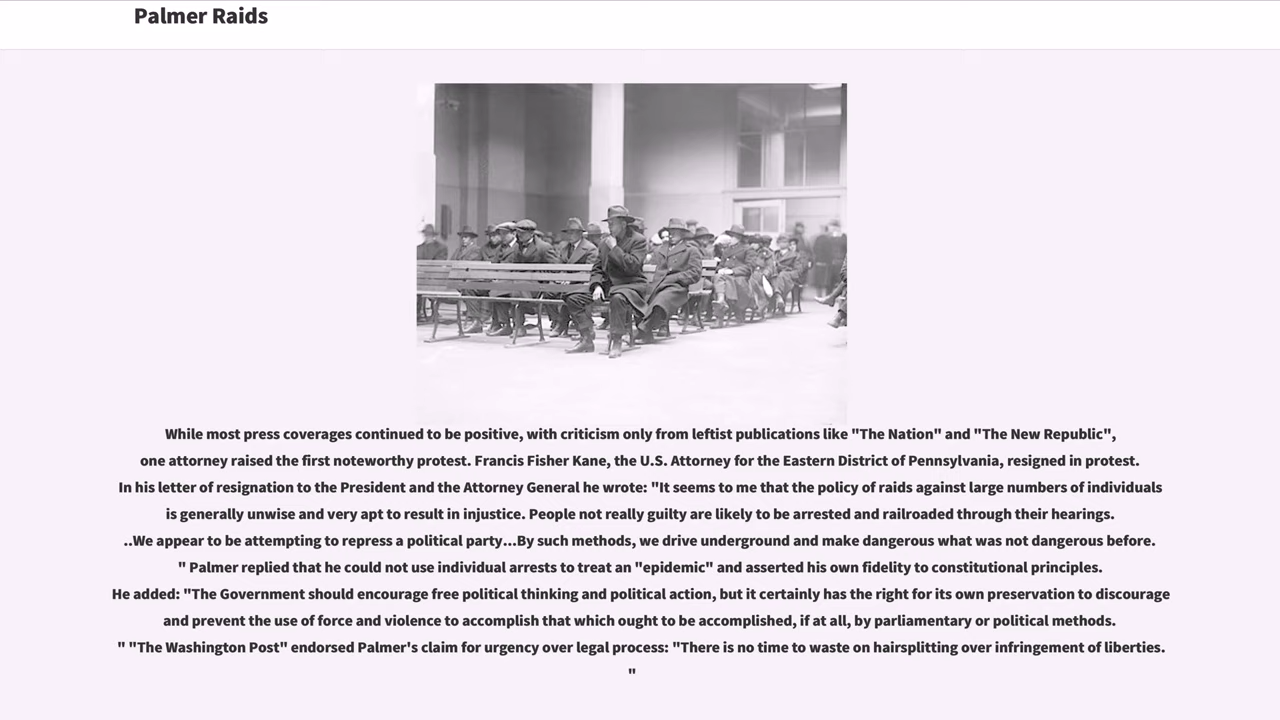 Palmer Raids
While most press coverages continued to be positive, with criticism only from leftist publications like "The Nation" and "The New Republic",
one attorney raised the first noteworthy protest. Francis Fisher Kane, the U.S. Attorney for the Eastern District of Pennsylvania, resigned in protest.
In his letter of resignation to the President and the Attorney General he wrote: "It seems to me that the policy of raids against large numbers of individuals
is generally unwise and very apt to result in injustice. People not really guilty are likely to be arrested and railroaded through their hearings.
..We appear to be attempting to repress a political party...By such methods, we drive underground and make dangerous what was not dangerous before.
" Palmer replied that he could not use individual arrests to treat an "epidemic" and asserted his own fidelity to constitutional principles.
He added: "The Government should encourage free political thinking and political action, but it certainly has the right for its own preservation to discourage
and prevent the use of force and violence to accomplish that which ought to be accomplished, if at all, by parliamentary or political methods.
" "The Washington Post" endorsed Palmer's claim for urgency over legal process: "There is no time to waste on hairsplitting over infringement of liberties.
"